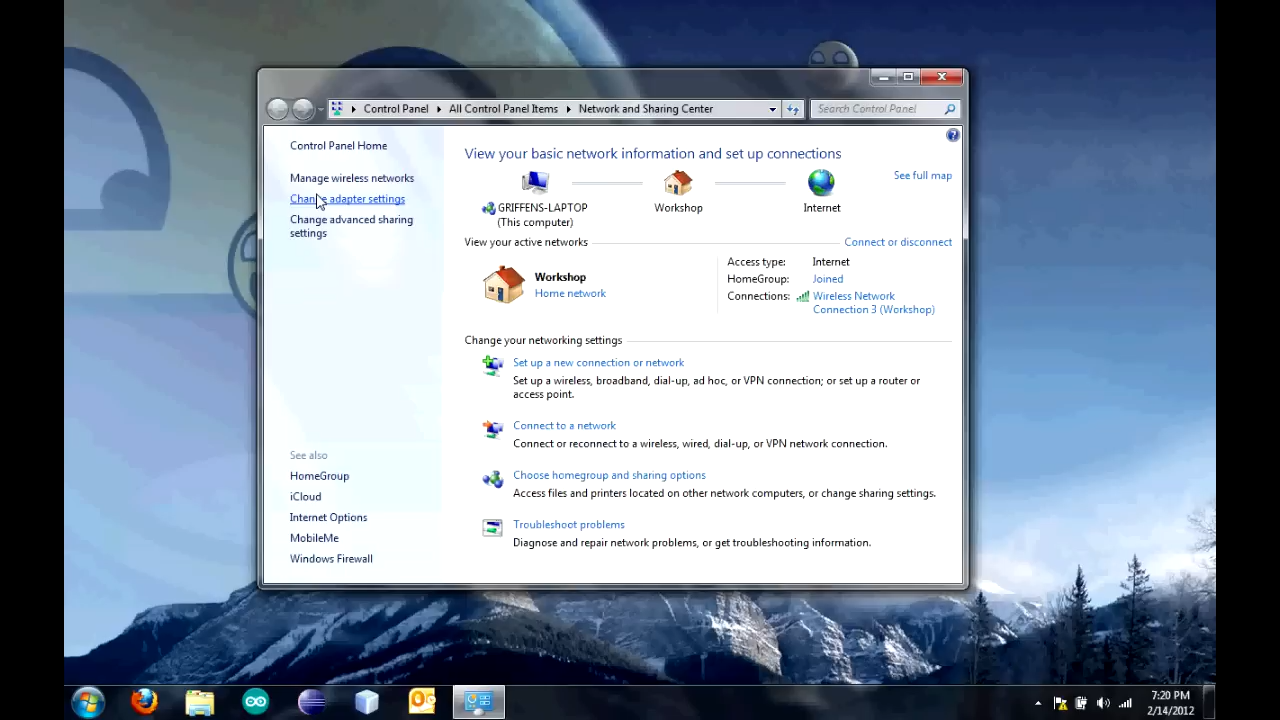 Control Panel
All Control Panel Items
Network and Sharing Center
Search Control Panel
Control Panel Home
Manage wireless networks
Change adapter settings
Change advanced sharing
settings
See also
HomeGroup
iCloud
Internet Options
MobileMe
Windows Firewall
View your basic network information and set up connections
See full map
GRIFFENS-LAPTOP
(This computer)
Workshop
Internet
View your active networks
Connect or disconnect
Workshop
Home network
Access type: Internet
HomeGroup: Joined
Connections: Wireless Network
Connection 3 (Workshop)
Change your networking settings
Set up a new connection or network
Set up a wireless, broadband, dial-up, ad hoc, or VPN connection; or set up a router or
access point.
Connect to a network
Connect or reconnect to a wireless, wired, dial-up, or VPN network connection.
Choose homegroup and sharing options
Access files and printers located on other network computers, or change sharing settings.
Troubleshoot problems
Diagnose and repair network problems, or get troubleshooting information.
7:20 PM
2/14/2012